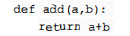 def add(a,b):
    return a+b